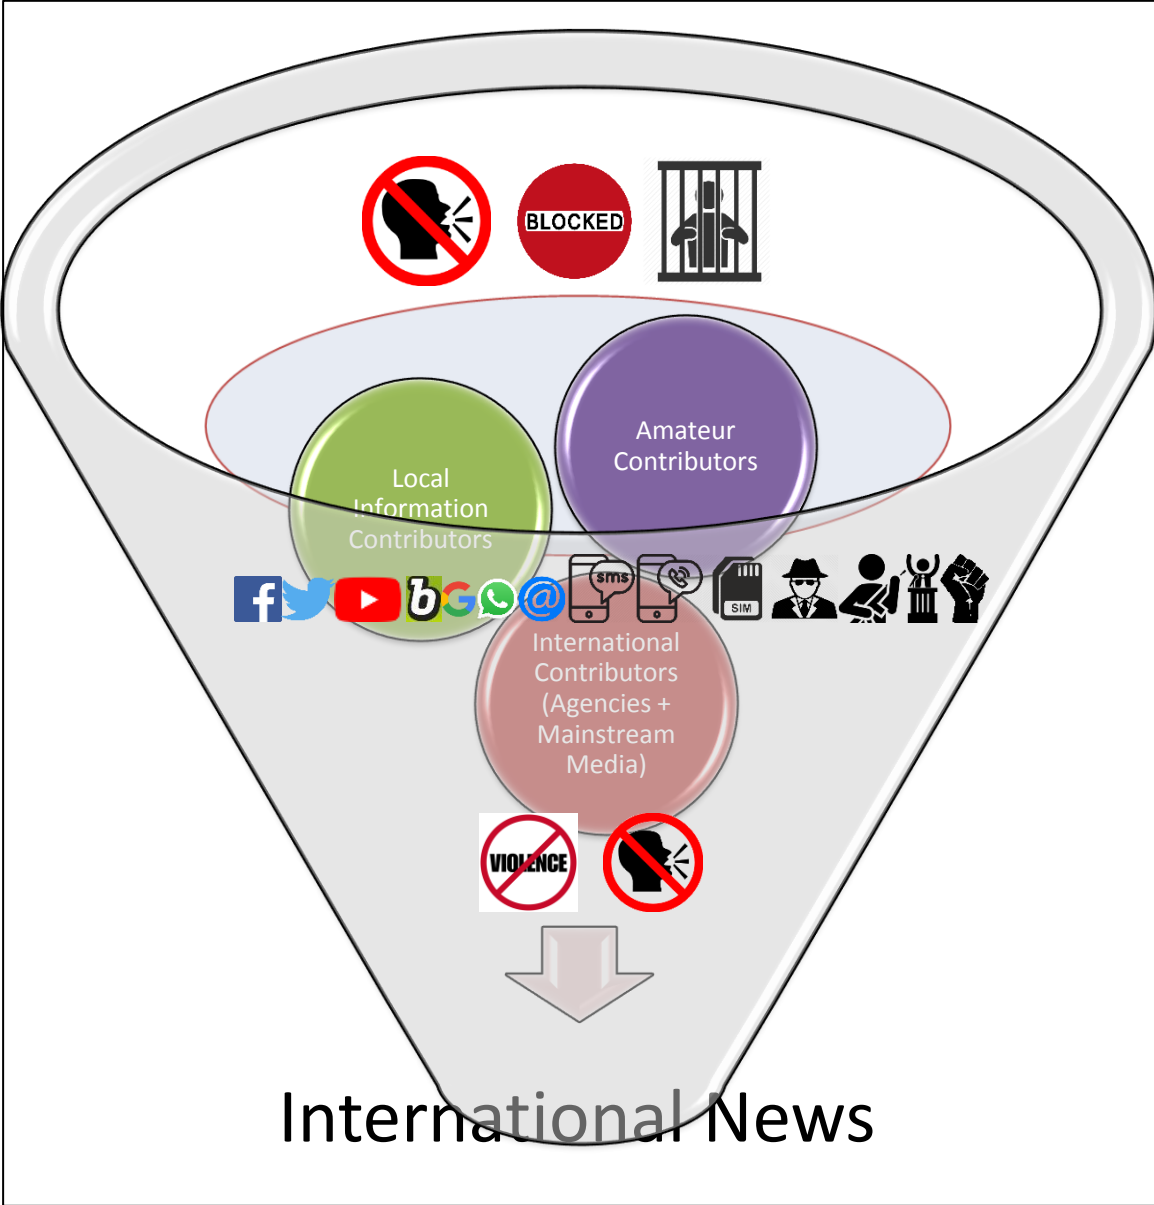 BLOCKED
Amateur
Contributors
Local
Information
Contributors
sms
SIM
International
Contributors
(Agencies +
Mainstream
Media)
VIOLENCE
International News